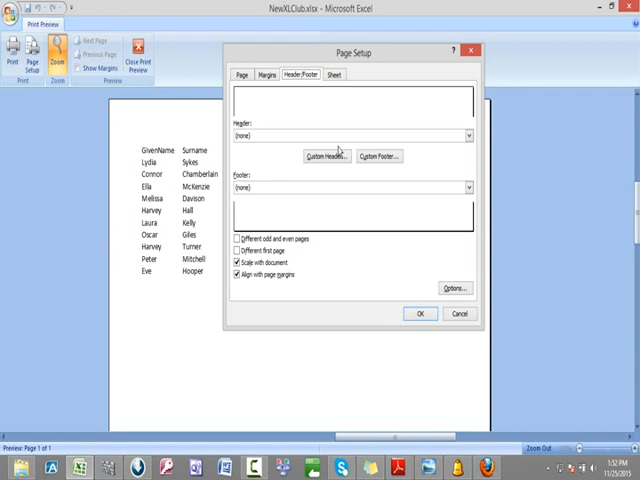 NewXLClub.xlsx - Microsoft Excel
Print Preview
Print
Page Setup
Zoom
Next Page
Previous Page
Show Margins
Close Print Preview
Print
Zoom
Preview
Page Setup
?
Page
Margins
Header/Footer
Sheet
Header:
(none)
Custom Header...
Custom Footer...
Footer:
(none)
Different odd and even pages
Different first page
Scale with document
Align with page margins
Options...
OK
Cancel
GivenName Surname
Lydia Sykes
Connor Chamberlain
Ella McKenzie
Melissa Davison
Harvey Hall
Laura Kelly
Oscar Giles
Harvey Turner
Peter Mitchell
Eve Hooper
Preview: Page 1 of 1
Zoom Out
1:52 PM
11/25/2015